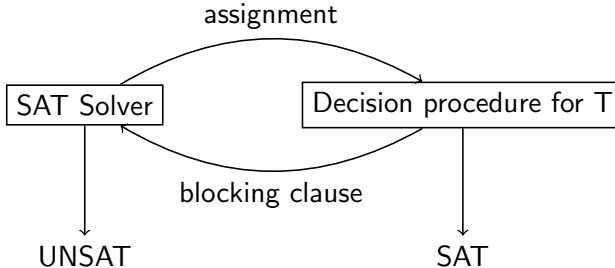 assignment
SAT Solver
Decision procedure for T
blocking clause
UNSAT
SAT